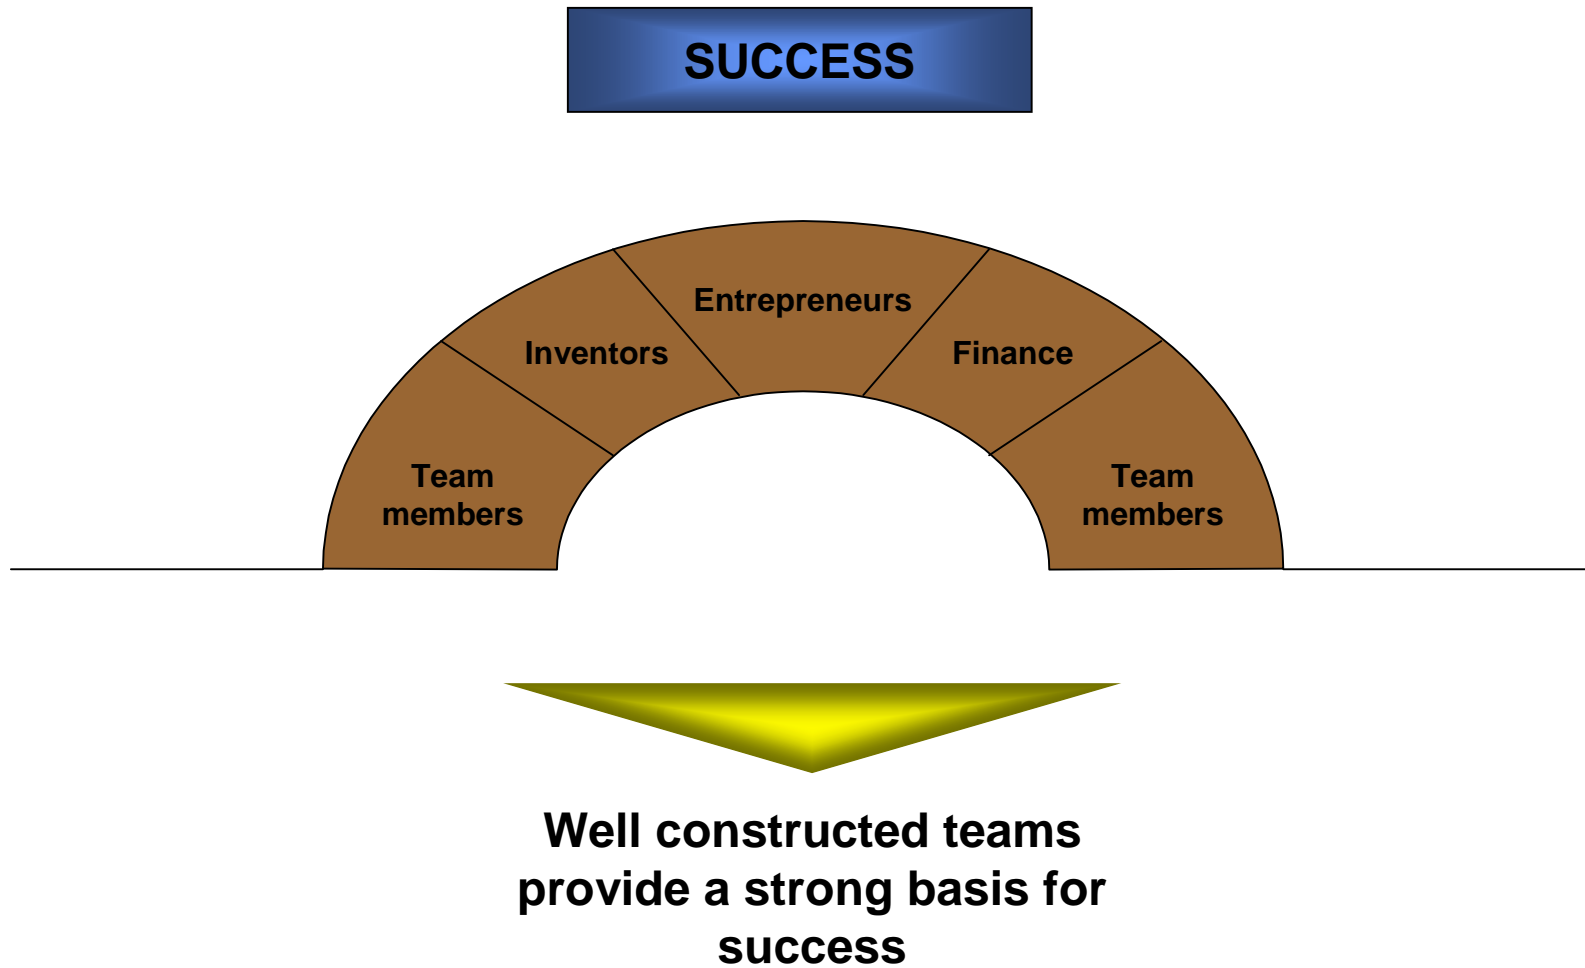 SUCCESS
Entrepreneurs
Inventors
Finance
Team
members
Team
members
Well constructed teams
provide a strong basis for
success